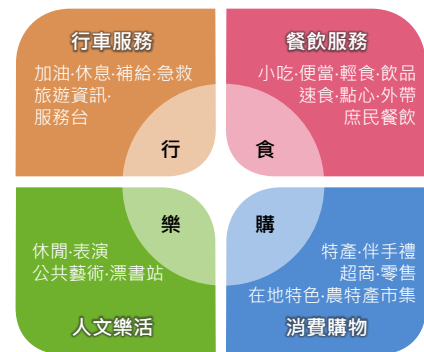 行車服務
加油·休息·補給·急救
旅遊資訊·
服務台
行
餐飲服務
小吃·便當·輕食·飲品
速食·點心·外帶
庶民餐飲
食
樂
休閒·表演
公共藝術·漂書站
人文樂活
購
特產·伴手禮
超商·零售
在地特色·農特產市集
消費購物